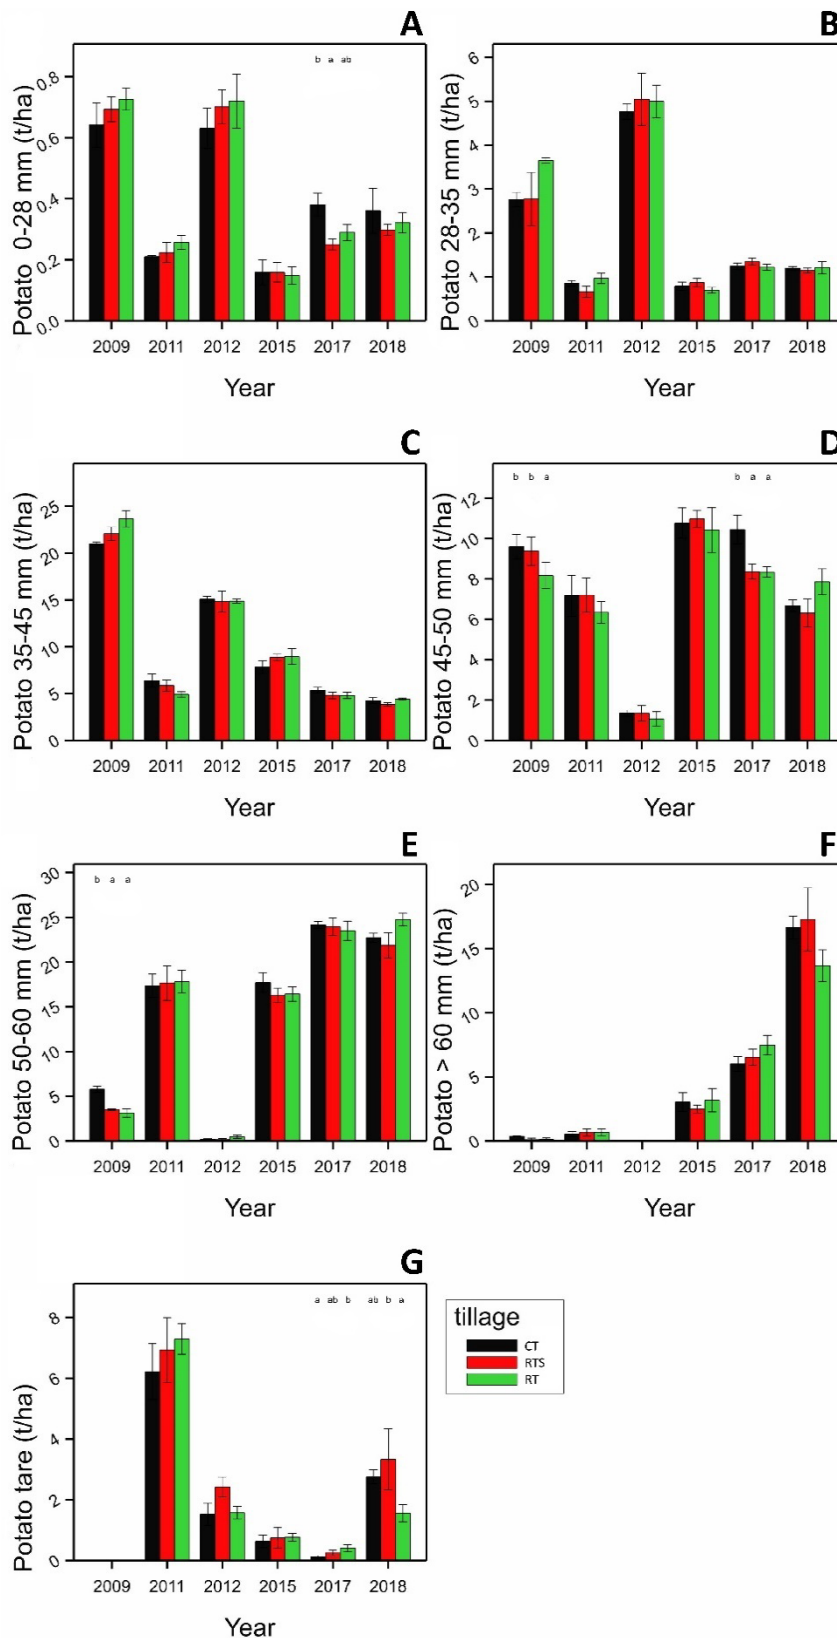 A
b a ab
Potato 0-28 mm (t/ha)
0.8
0.6
0.4
0.2
0.0
2009 2011 2012 2015 2017 2018
Year
B
Potato 28-35 mm (t/ha)
6
5
4
3
2
1
0
2009 2011 2012 2015 2017 2018
Year
C
Potato 35-45 mm (t/ha)
25
20
15
10
5
0
2009 2011 2012 2015 2017 2018
Year
D
b b a b a a
Potato 45-50 mm (t/ha)
12
10
8
6
4
2
0
2009 2011 2012 2015 2017 2018
Year
E
b a a
Potato 50-60 mm (t/ha)
30
25
20
15
10
5
0
2009 2011 2012 2015 2017 2018
Year
F
Potato > 60 mm (t/ha)
20
15
10
5
0
2009 2011 2012 2015 2017 2018
Year
G
a ab b ab b a
Potato tare (t/ha)
8
6
4
2
0
2009 2011 2012 2015 2017 2018
Year
tillage
CT
RTS
RT